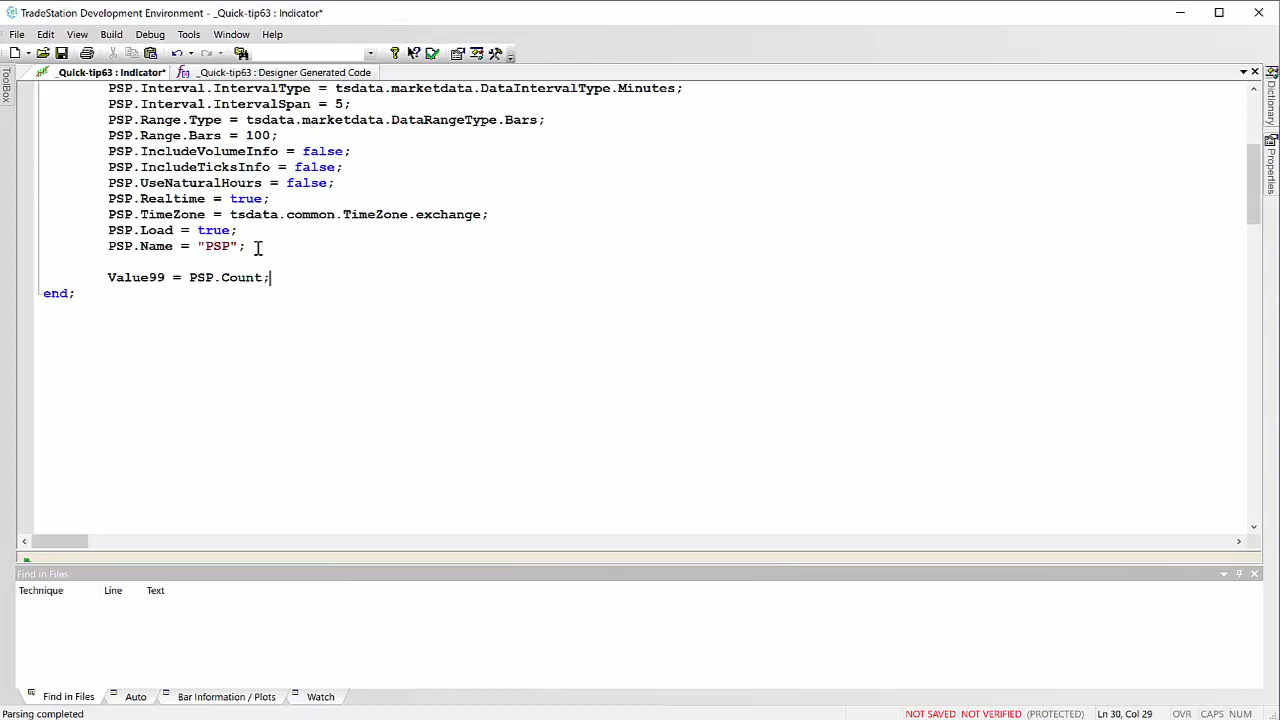 TradeStation Development Environment - _Quick-tip63 : Indicator*
File Edit View Build Debug Tools Window Help
_Quick-tip63 : Indicator* _Quick-tip63 : Designer Generated Code
ToolBox
PSP.Interval.IntervalType = tsdata.marketdata.DataIntervalType.Minutes;
PSP.Interval.IntervalSpan = 5;
PSP.Range.Type = tsdata.marketdata.DataRangeType.Bars;
PSP.Range.Bars = 100;
PSP.IncludeVolumeInfo = false;
PSP.IncludeTicksInfo = false;
PSP.UseNaturalHours = false;
PSP.Realtime = true;
PSP.TimeZone = tsdata.common.TimeZone.exchange;
PSP.Load = true;
PSP.Name = "PSP";
Value99 = PSP.Count;
end;
Dictionary
Properties
Find in Files
Technique Line Text
Find in Files Auto Bar Information / Plots Watch
Parsing completed NOT SAVED NOT VERIFIED (PROTECTED) Ln 30, Col 29 OVR CAPS NUM